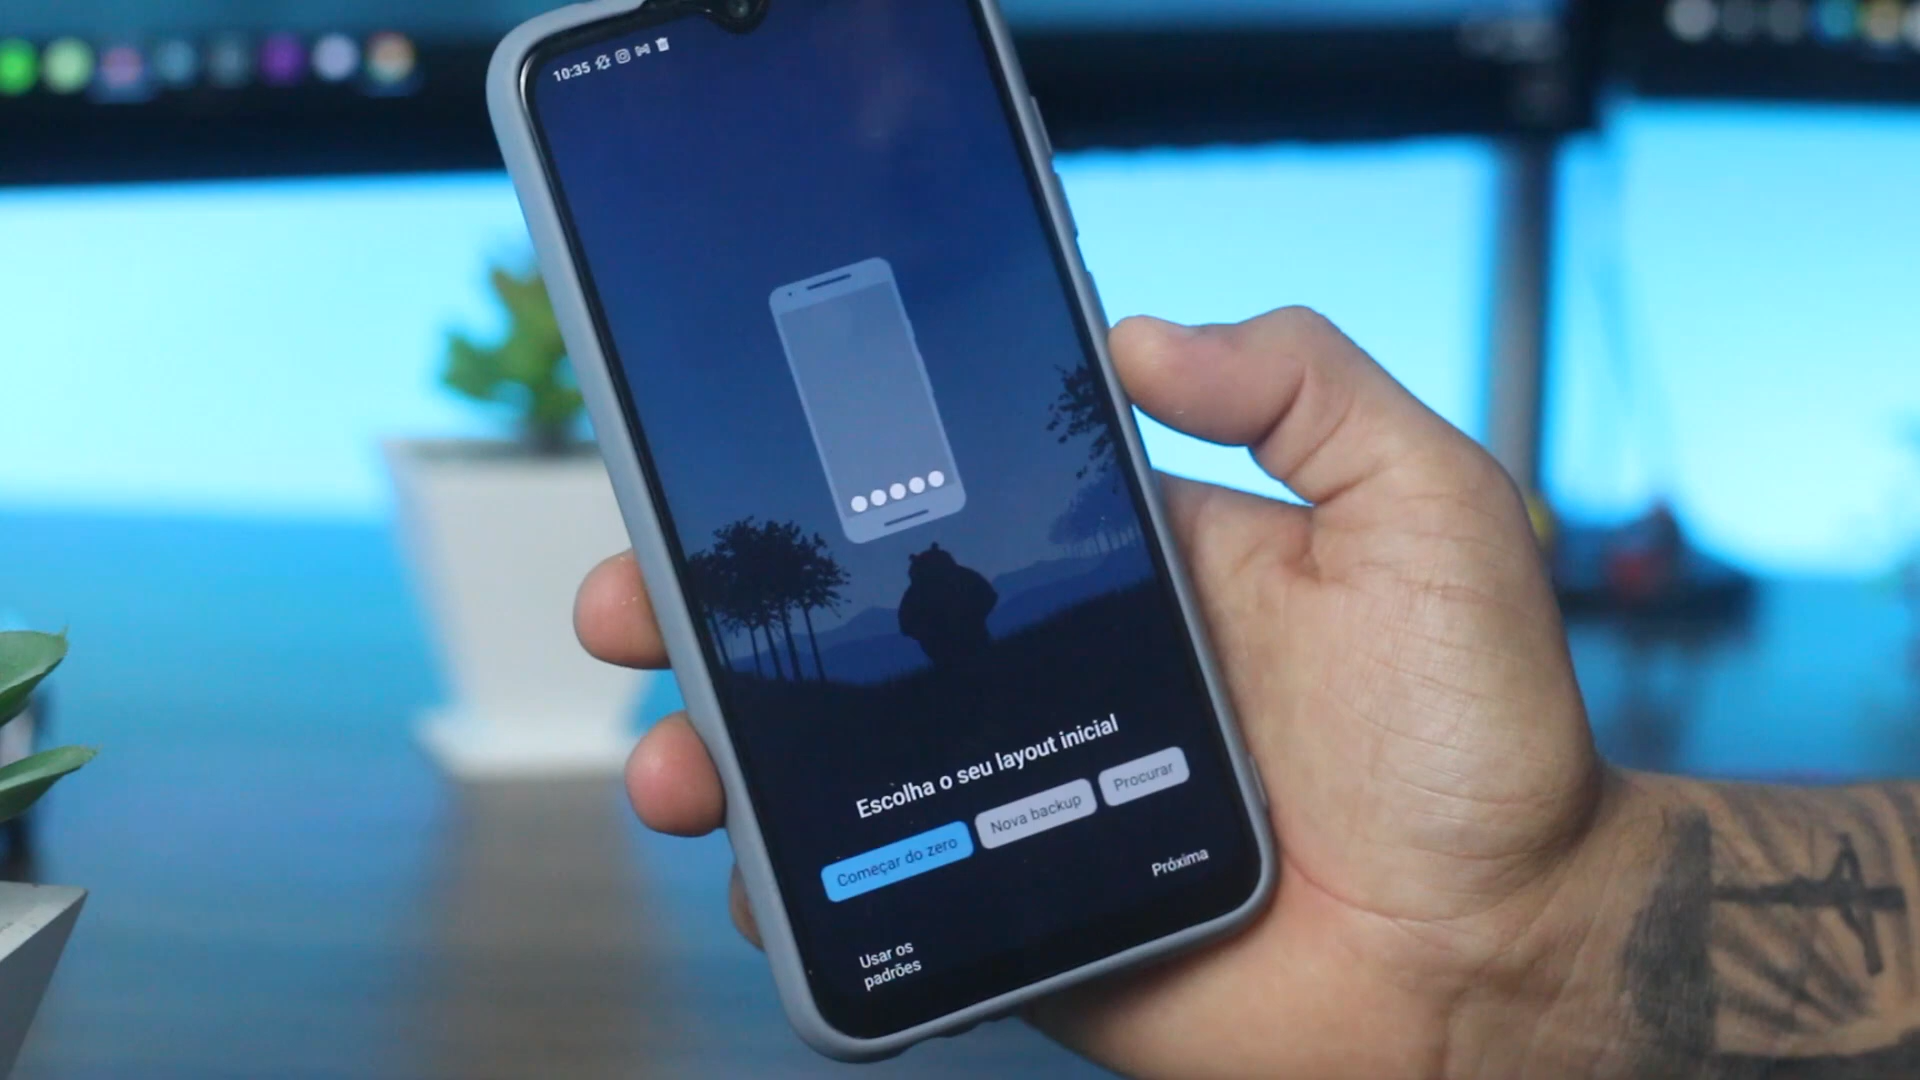 10:35
Escolha o seu layout inicial
Começar do zero
Nova backup
Procurar
Próxima
Usar os
padrões